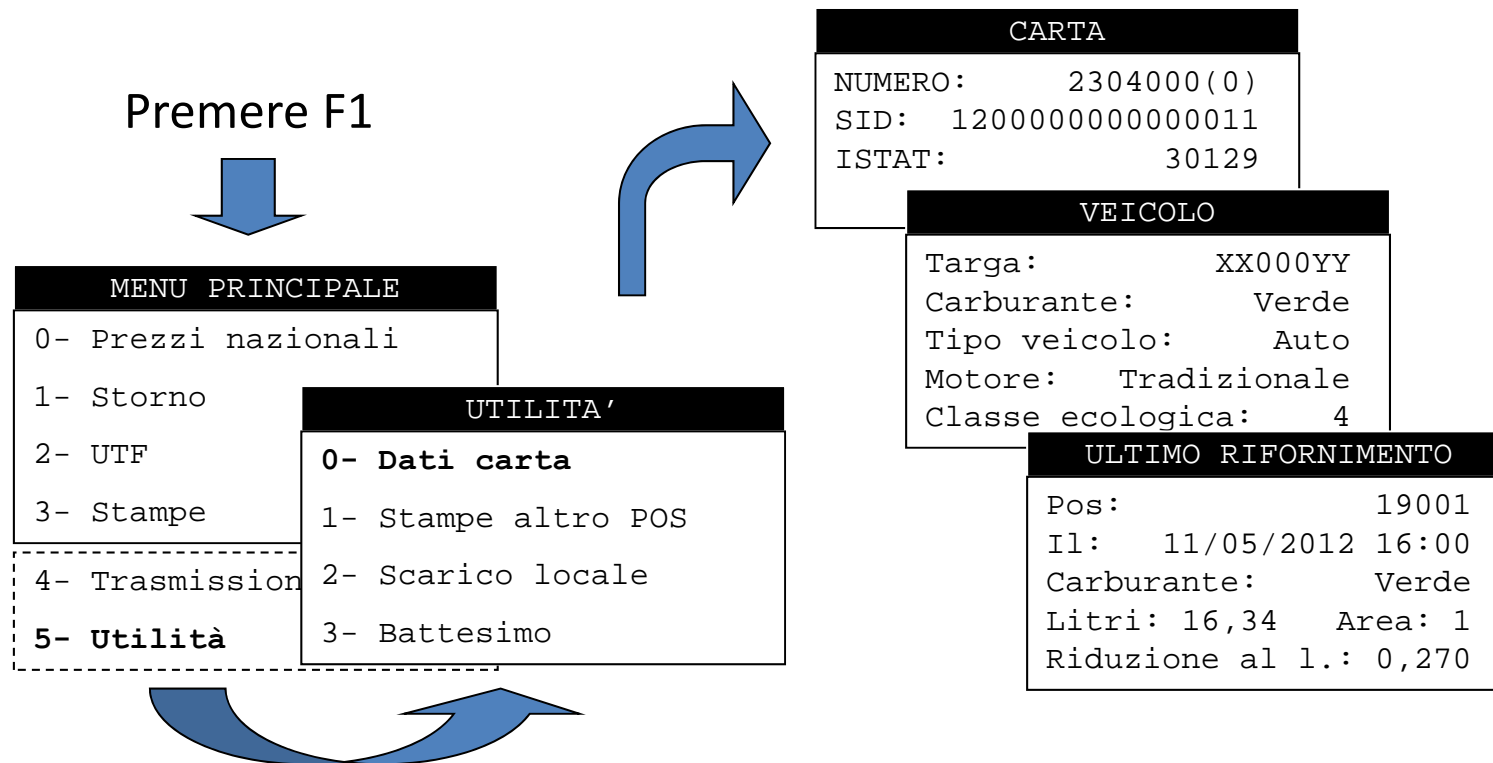 Premere F1
MENU PRINCIPALE
0- Prezzi nazionali
1- Storno
2- UTF
3- Stampe
4- Trasmission
5- Utilità
UTILITA’
0- Dati carta
1- Stampe altro POS
2- Scarico locale
3- Battesimo
CARTA
NUMERO: 2304000(0)
SID: 1200000000000011
ISTAT: 30129
VEICOLO
Targa: XX000YY
Carburante: Verde
Tipo veicolo: Auto
Motore: Tradizionale
Classe ecologica: 4
ULTIMO RIFORNIMENTO
Pos: 19001
Il: 11/05/2012 16:00
Carburante: Verde
Litri: 16,34 Area: 1
Riduzione al l.: 0,270